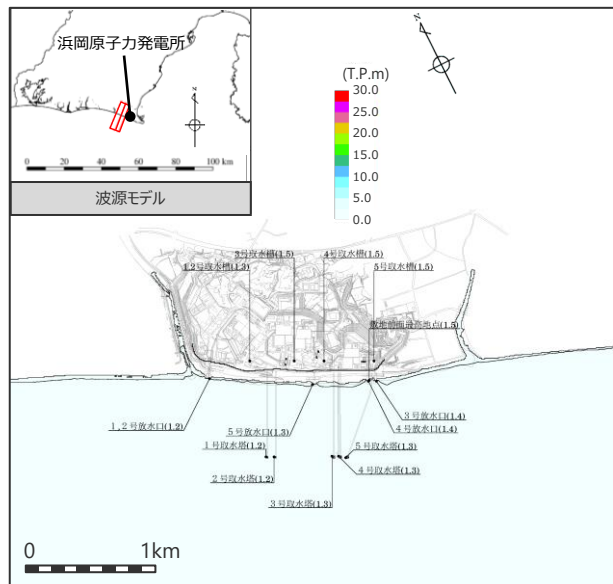 浜岡原子力発電所
N
0 20 40 60 80 100 km
波源モデル
N
(T.P.m)
30.0
25.0
20.0
15.0
10.0
5.0
0.0
3号取水槽(1.5)
4号取水槽(1.5)
1,2号取水槽(1.3)
5号取水槽(1.5)
敷地前面最高地点(1.5)
3号放水口(1.4)
1,2号放水口(1.2)
5号放水口(1.3)
4号放水口(1.4)
1号取水塔(1.2)
5号取水塔(1.3)
2号取水塔(1.2)
4号取水塔(1.3)
3号取水塔(1.3)
0 1km